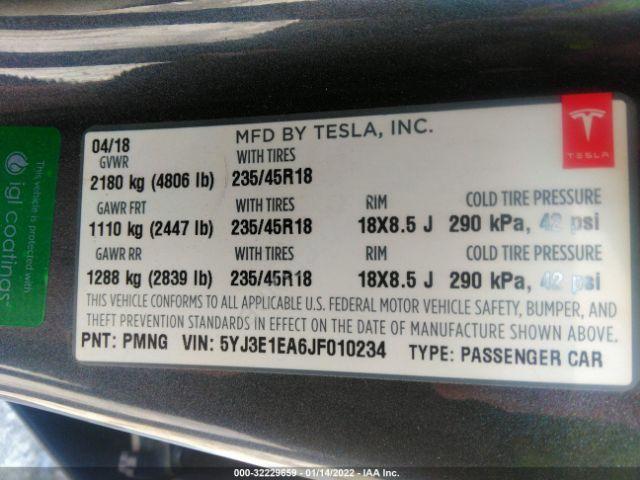 04/18 MFD BY TESLA, INC.
GVWR WITH TIRES
2180 kg (4806 lb) 235/45R18
GAWR FRT WITH TIRES RIM COLD TIRE PRESSURE
1110 kg (2447 lb) 235/45R18 18X8.5 J 290 kPa, 42 psi
GAWR RR WITH TIRES RIM COLD TIRE PRESSURE
1288 kg (2839 lb) 235/45R18 18X8.5 J 290 kPa, 42 psi
THIS VEHICLE CONFORMS TO ALL APPLICABLE U.S. FEDERAL MOTOR VEHICLE SAFETY, BUMPER, AND
THEFT PREVENTION STANDARDS IN EFFECT ON THE DATE OF MANUFACTURE SHOWN ABOVE.
PNT: PMNG VIN: 5YJ3E1EA6JF010234 TYPE: PASSENGER CAR
TESLA
This vehicle is protected with
igl coatings
000-32229659 - 01/14/2022 - IAA Inc.